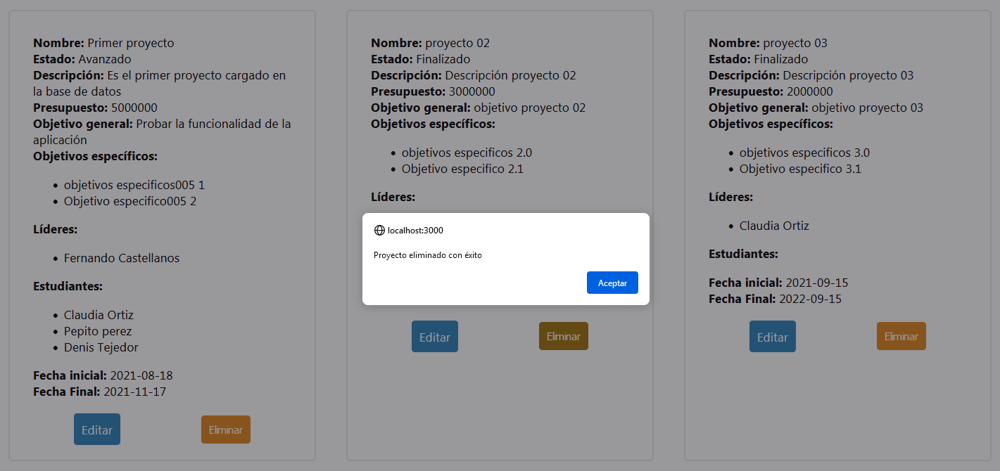 Nombre: Primer proyecto
Estado: Avanzado
Descripción: Es el primer proyecto cargado en
la base de datos
Presupuesto: 5000000
Objetivo general: Probar la funcionalidad de la
aplicación
Objetivos específicos:
• objetivos especificos005 1
• Objetivo especifico005 2
Líderes:
• Fernando Castellanos
Estudiantes:
• Claudia Ortiz
• Pepito perez
• Denis Tejedor
Fecha inicial: 2021-08-18
Fecha Final: 2021-11-17
Editar
Eliminar
Nombre: proyecto 02
Estado: Finalizado
Descripción: Descripción proyecto 02
Presupuesto: 3000000
Objetivo general: objetivo proyecto 02
Objetivos específicos:
• objetivos especificos 2.0
• Objetivo especifico 2.1
Líderes:
localhost:3000
Proyecto eliminado con éxito
Aceptar
Editar
Eliminar
Nombre: proyecto 03
Estado: Finalizado
Descripción: Descripción proyecto 03
Presupuesto: 2000000
Objetivo general: objetivo proyecto 03
Objetivos específicos:
• objetivos especificos 3.0
• Objetivo especifico 3.1
Líderes:
• Claudia Ortiz
Estudiantes:
Fecha inicial: 2021-09-15
Fecha Final: 2022-09-15
Editar
Eliminar